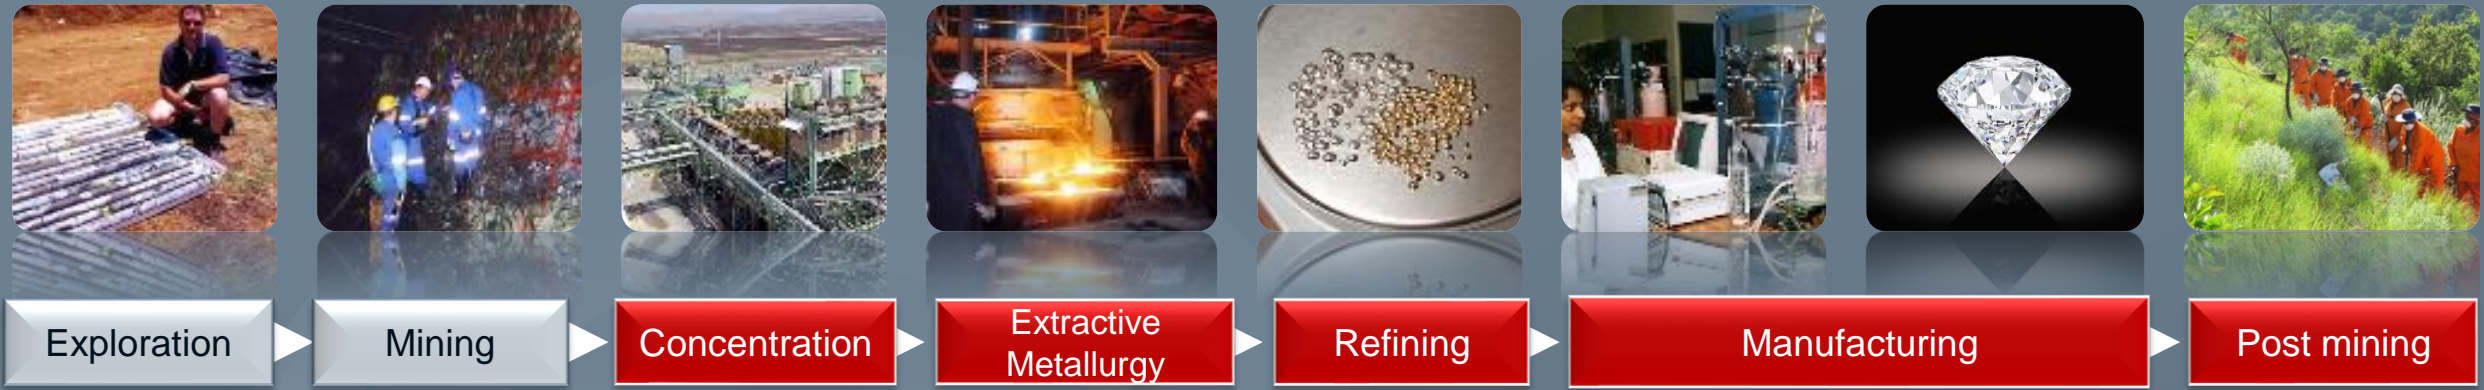 Exploration
Mining
Concentration
Extractive
Metallurgy
Refining
Manufacturing
Post mining